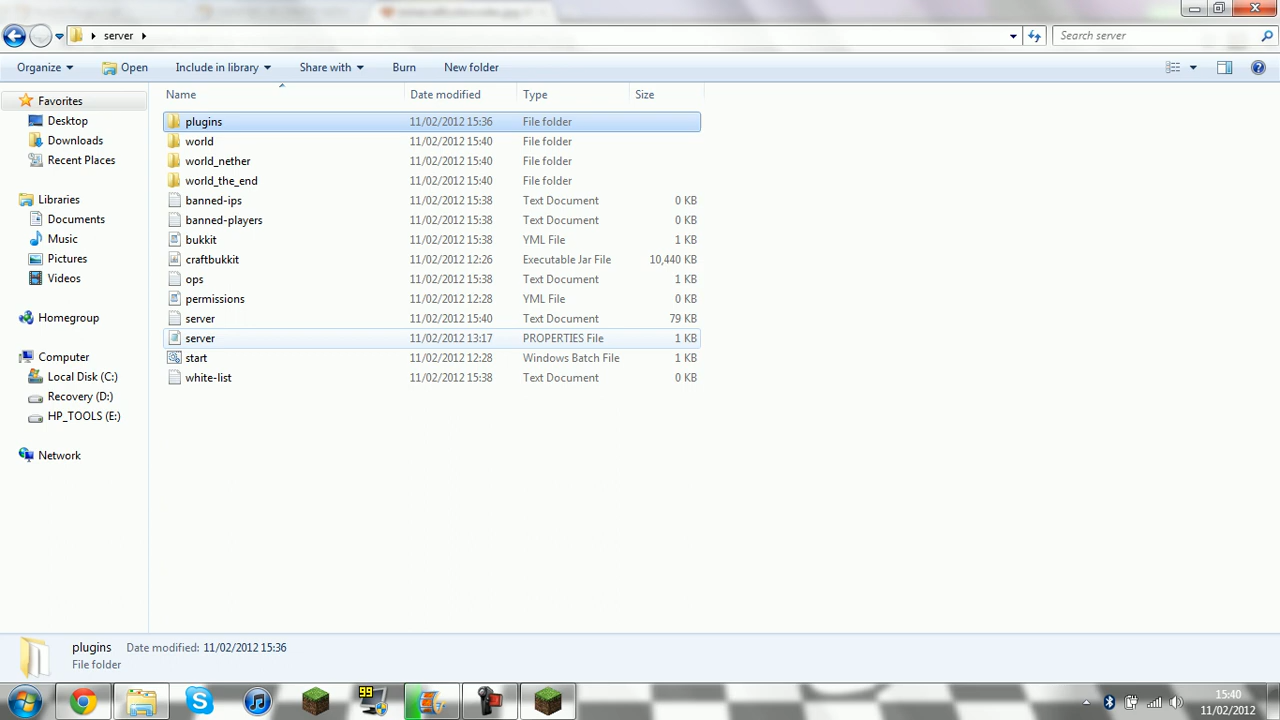 server
Search server
Organize Open Include in library Share with Burn New folder
Name Date modified Type Size
Favorites
Desktop
Downloads
Recent Places
Libraries
Documents
Music
Pictures
Videos
Homegroup
Computer
Local Disk (C:)
Recovery (D:)
HP_TOOLS (E:)
Network
plugins 11/02/2012 15:36 File folder
world 11/02/2012 15:40 File folder
world_nether 11/02/2012 15:40 File folder
world_the_end 11/02/2012 15:40 File folder
banned-ips 11/02/2012 15:38 Text Document 0 KB
banned-players 11/02/2012 15:38 Text Document 0 KB
bukkit 11/02/2012 15:38 YML File 1 KB
craftbukkit 11/02/2012 12:26 Executable Jar File 10,440 KB
ops 11/02/2012 15:38 Text Document 1 KB
permissions 11/02/2012 12:28 YML File 0 KB
server 11/02/2012 15:40 Text Document 79 KB
server 11/02/2012 13:17 PROPERTIES File 1 KB
start 11/02/2012 12:28 Windows Batch File 1 KB
white-list 11/02/2012 15:38 Text Document 0 KB
plugins Date modified: 11/02/2012 15:36
File folder
99
15:40
11/02/2012